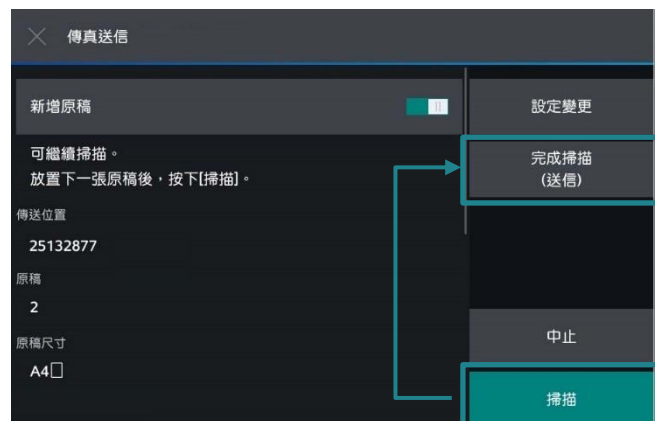 傳真送信
新增原稿
設定變更
可繼續掃描。
放置下一張原稿後，按下[掃描]。
完成掃描
(送信)
傳送位置
25132877
原稿
2
原稿尺寸
A4
中止
掃描